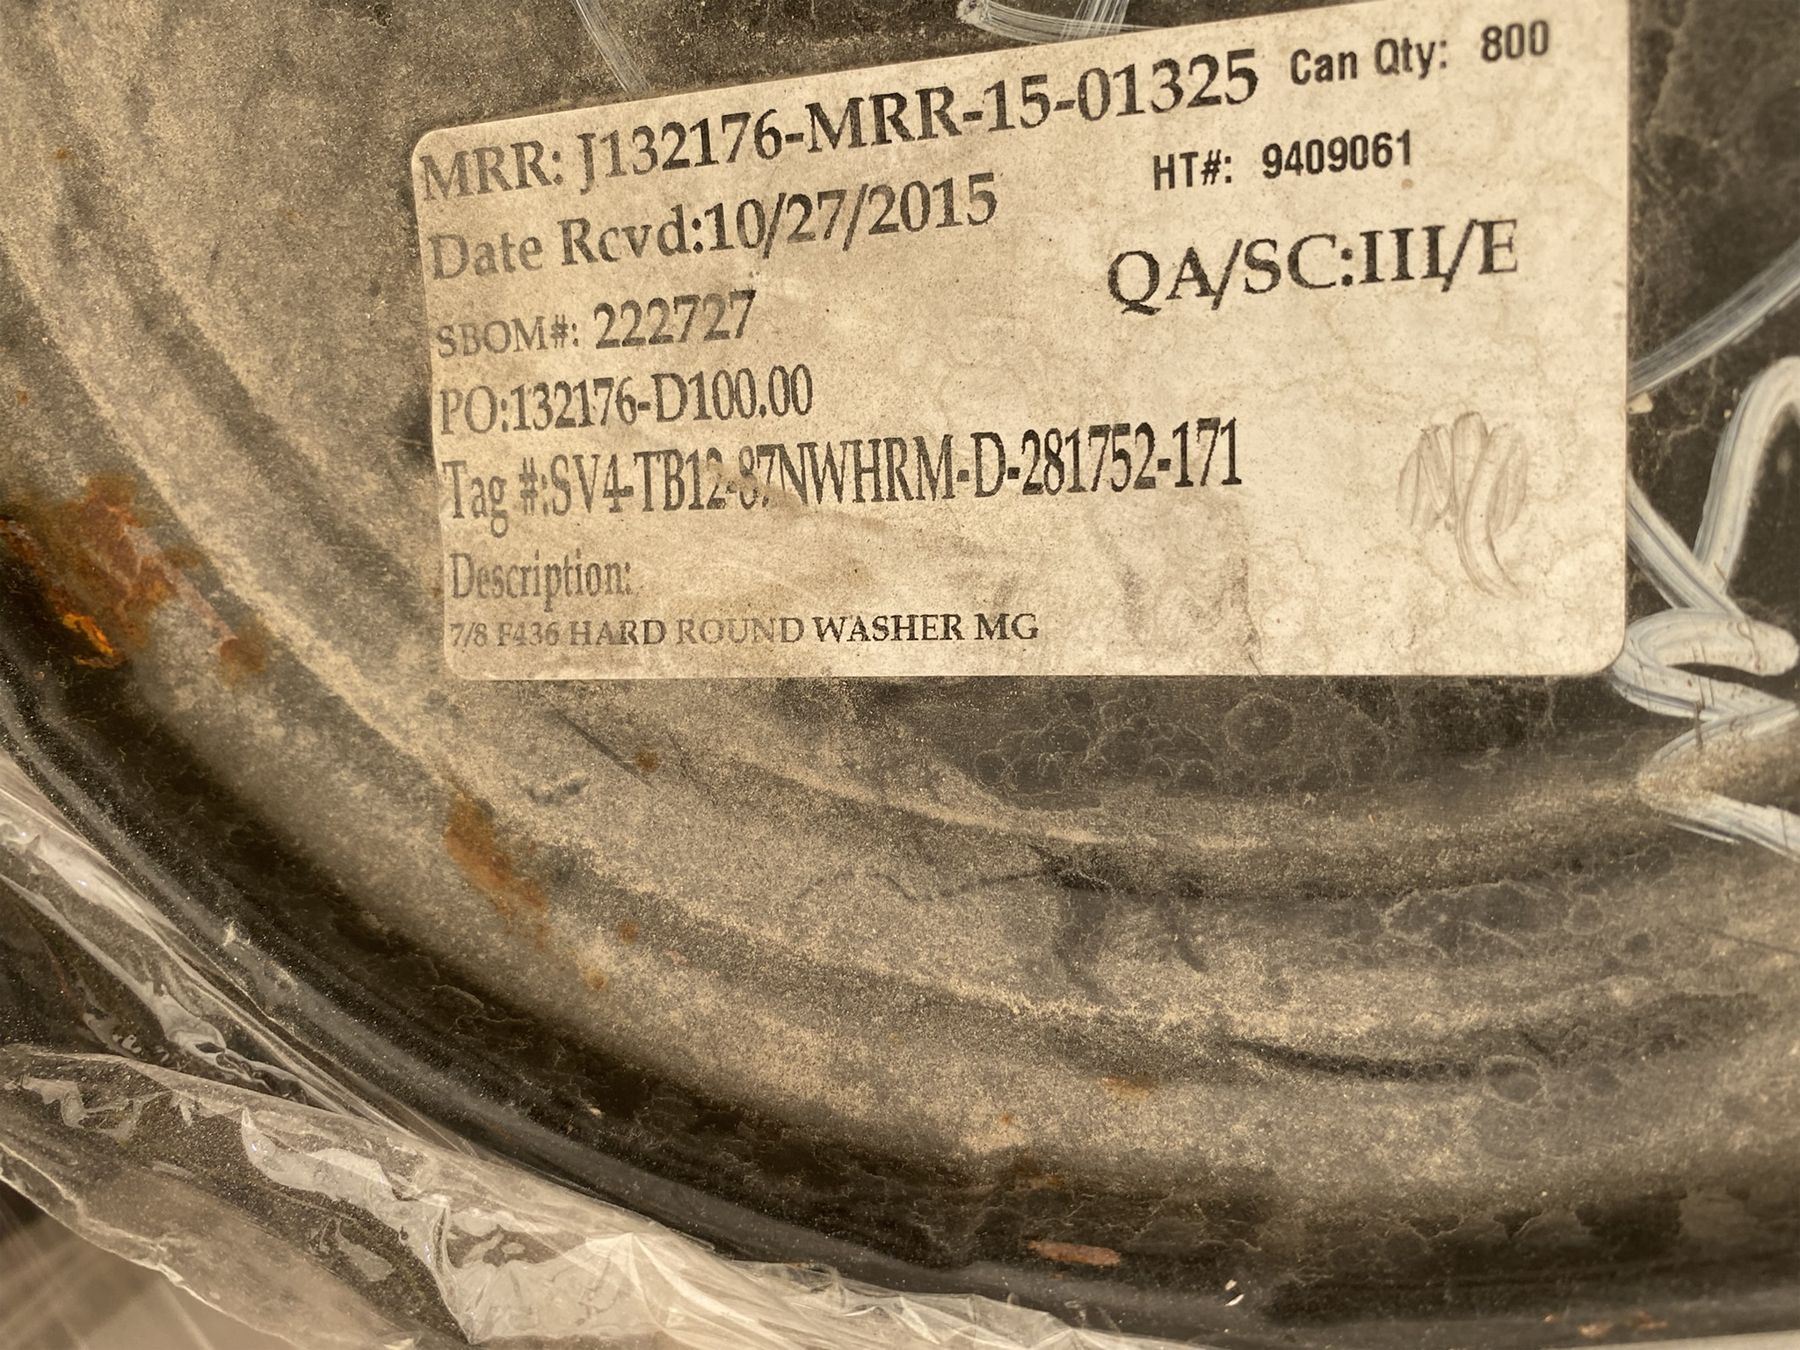 MRR: J132176-MRR-15-01325 Can Qty: 800
Date Rcvd:10/27/2015 HT#: 9409061
SBOM#: 222727 QA/SC:III/E
PO:132176-D100.00
Tag #:SV4-TB12-87NWHRM-D-281752-171
Description:
7/8 F436 HARD ROUND WASHER MG